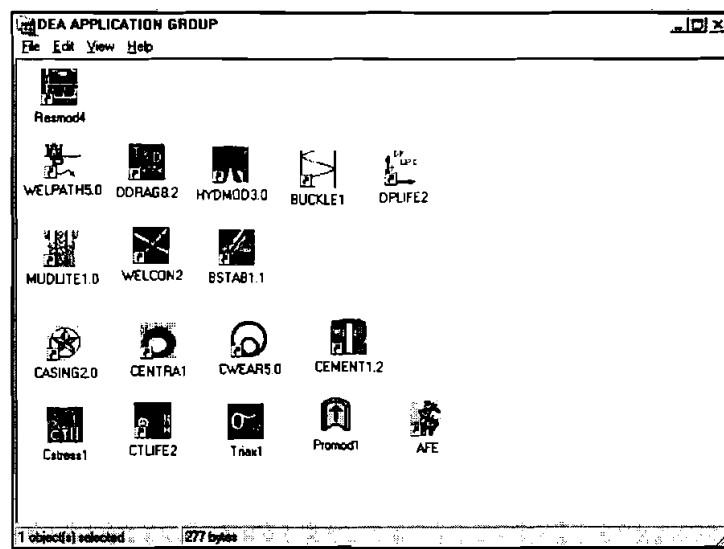 DEA APPLICATION GROUP
File Edit View Help
Resmod4
WELPATH5.0 DDRAG8.2 HYDMOD3.0 BUCKLE1 DPLIFE2
MUDLITE1.0 WELCON2 BSTAB1.1
CASING2.0 CENTRA1 CWEAR5.0 CEMENT1.2
Cstress1 CTLIFE2 Triax1 Promod1 AFE
1 object(s) selected 277 bytes